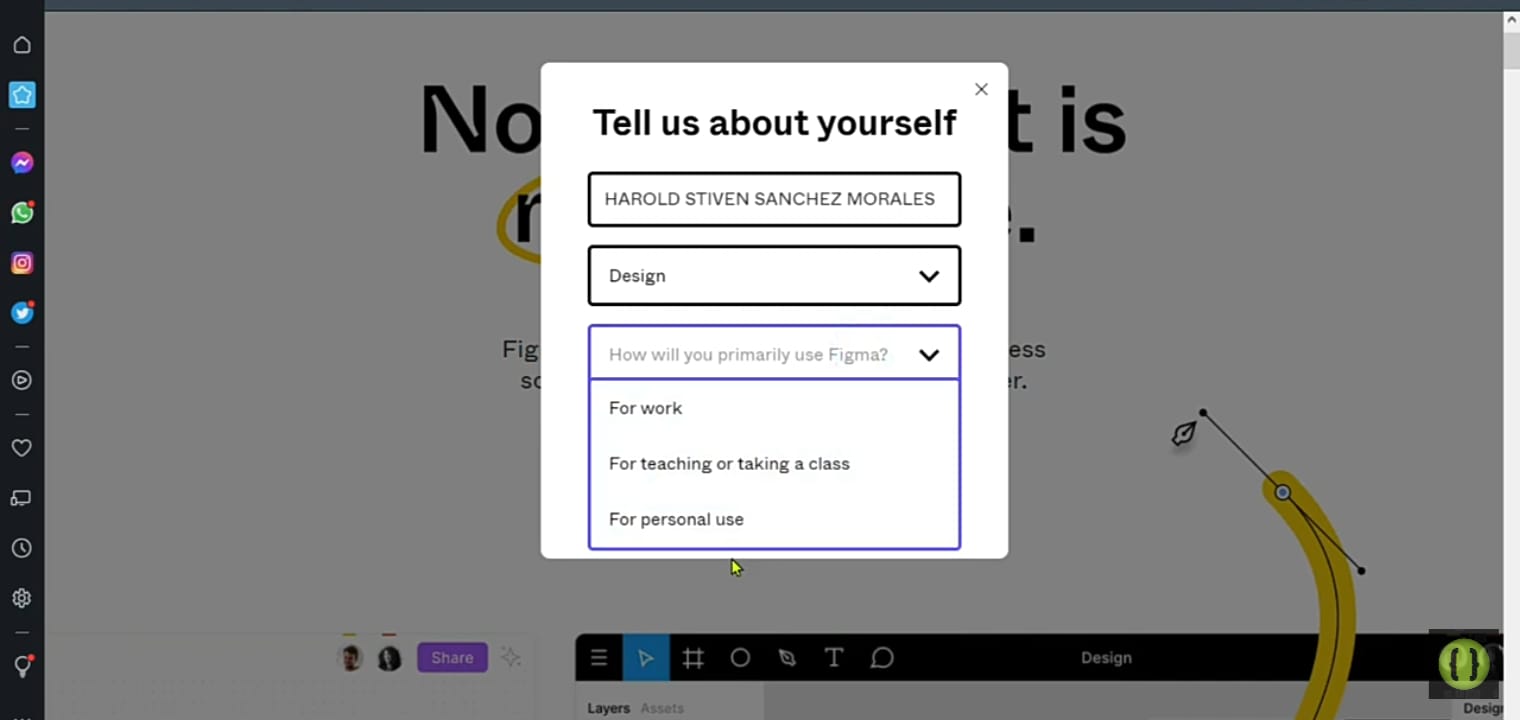 No
t is
Tell us about yourself
HAROLD STIVEN SANCHEZ MORALES
Design
How will you primarily use Figma?
Fig
ess
so
er.
For work
For teaching or taking a class
For personal use
Share
Design
Layers Assets
Design